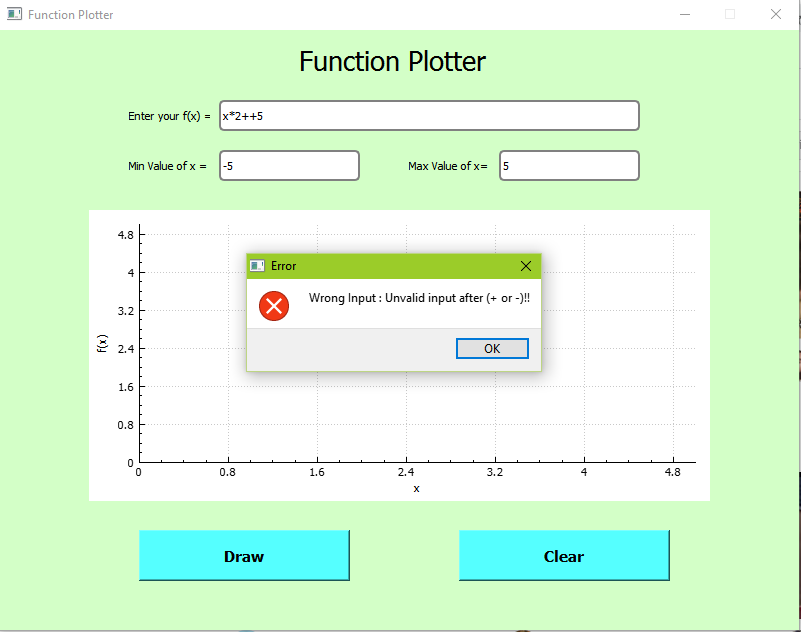 Function Plotter
Function Plotter
Enter your f(x) = x*2++5
Min Value of x = -5 Max Value of x= 5
Error
Wrong Input : Unvalid input after (+ or -)!!
OK
4.8
4
3.2
2.4
1.6
0.8
0
f(x)
0 0.8 1.6 2.4 3.2 4 4.8
x
Draw Clear